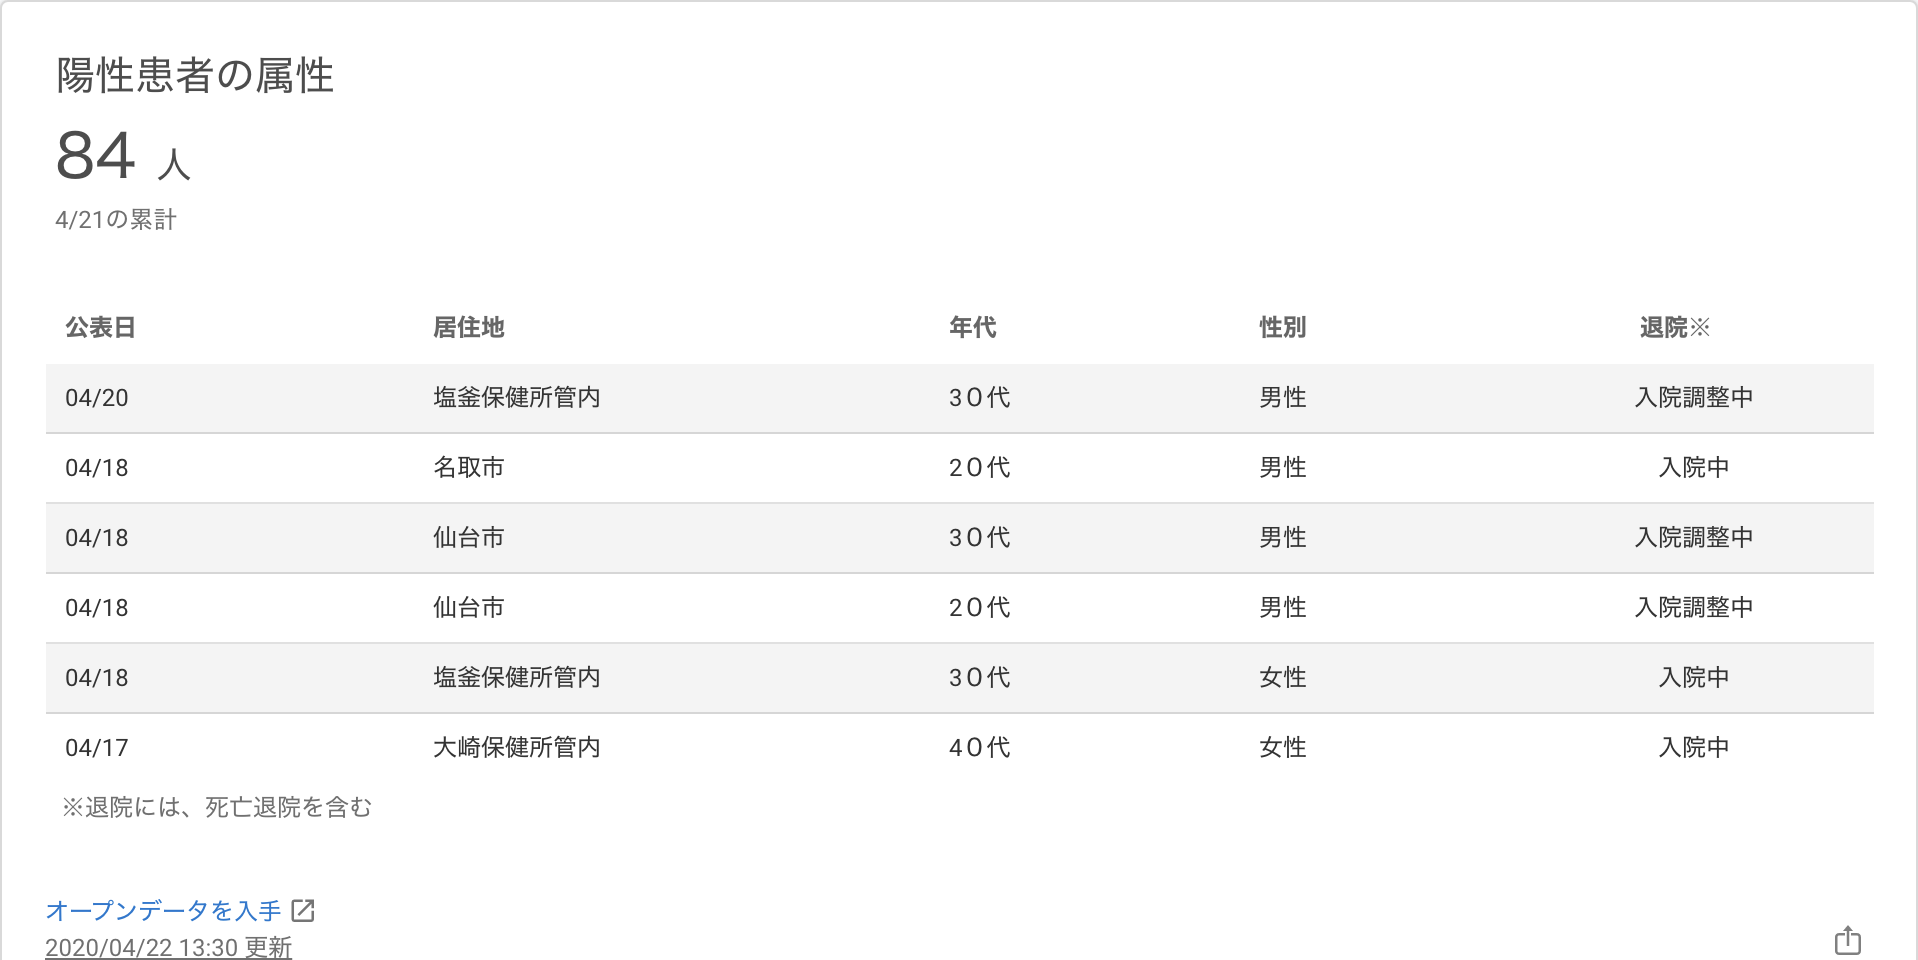 陽性患者の属性
84 人
4/21の累計
公表日 居住地 年代 性別 退院※
04/20 塩釜保健所管内 3０代 男性 入院調整中
04/18 名取市 2０代 男性 入院中
04/18 仙台市 3０代 男性 入院調整中
04/18 仙台市 2０代 男性 入院調整中
04/18 塩釜保健所管内 3０代 女性 入院中
04/17 大崎保健所管内 4０代 女性 入院中
※退院には、死亡退院を含む
オープンデータを入手
2020/04/22 13:30 更新